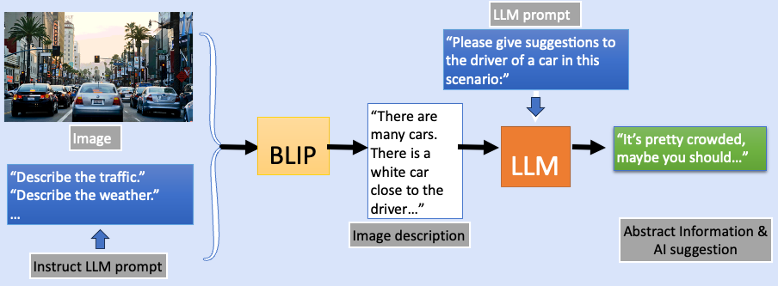 Image
“Describe the traffic.”
“Describe the weather.”
...
Instruct LLM prompt
BLIP
“There are
many cars.
There is a
white car
close to the
driver...”
Image description
LLM prompt
“Please give suggestions to
the driver of a car in this
scenario:”
LLM
“It’s pretty crowded,
maybe you should...”
Abstract Information &
AI suggestion